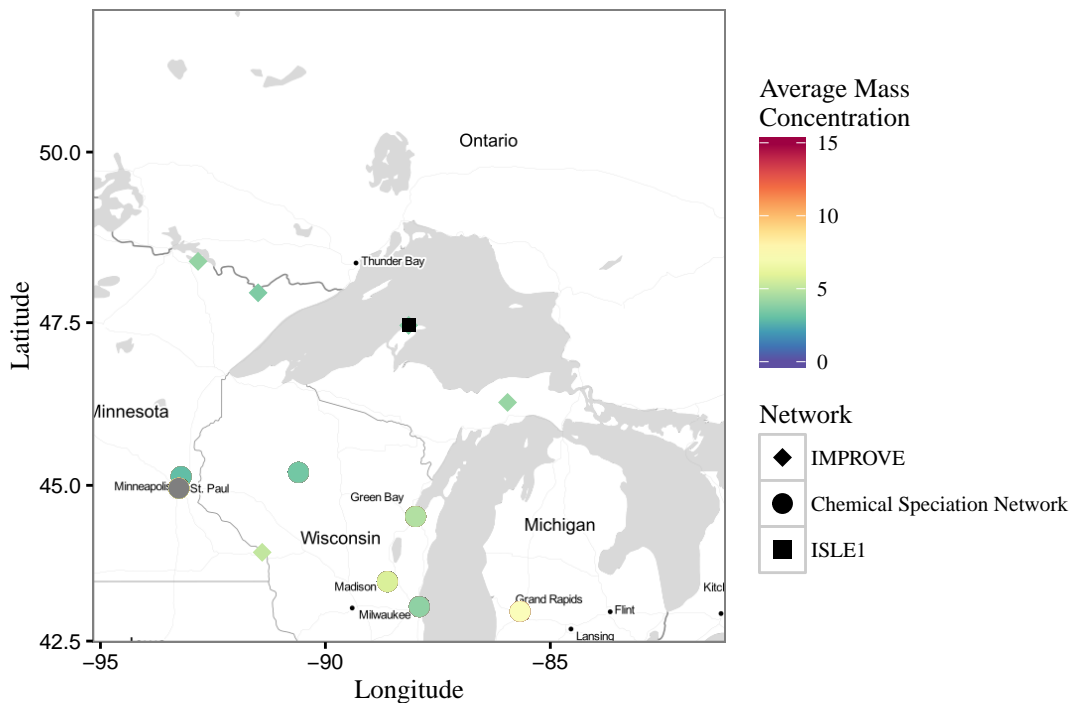 Ontario
Thunder Bay
Minnesota
Minneapolis
St. Paul
Green Bay
Wisconsin
Michigan
Madison
Milwaukee
Grand Rapids
Flint
Lansing
Kitcl
50.0
47.5
45.0
42.5
Latitude
−95
−90
−85
Longitude
Average Mass
Concentration
15
10
5
0
Network
IMPROVE
Chemical Speciation Network
ISLE1